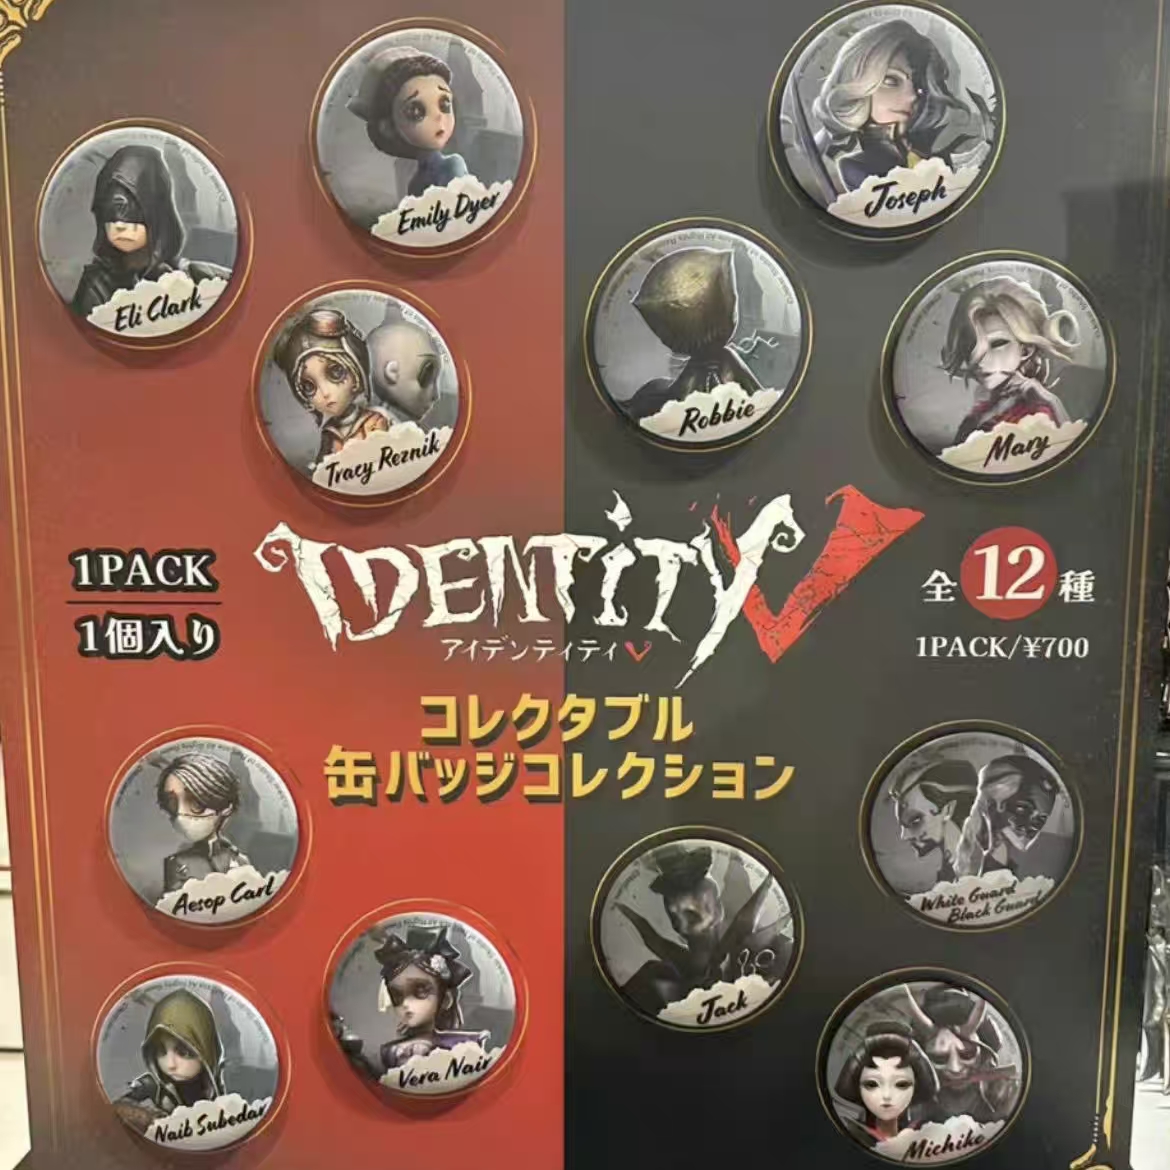 Emily Dyer
Joseph
Eli Clark
Robbie
Tracy Reznik
Mary
IDENTITY V
アイデンティティV
1PACK
1個入り
全12種
1PACK/¥700
コレクタブル
缶バッジコレクション
Aesop Carl
White Guard
Black Guard
Jack
Vera Nair
Naib Subedar
Michiko